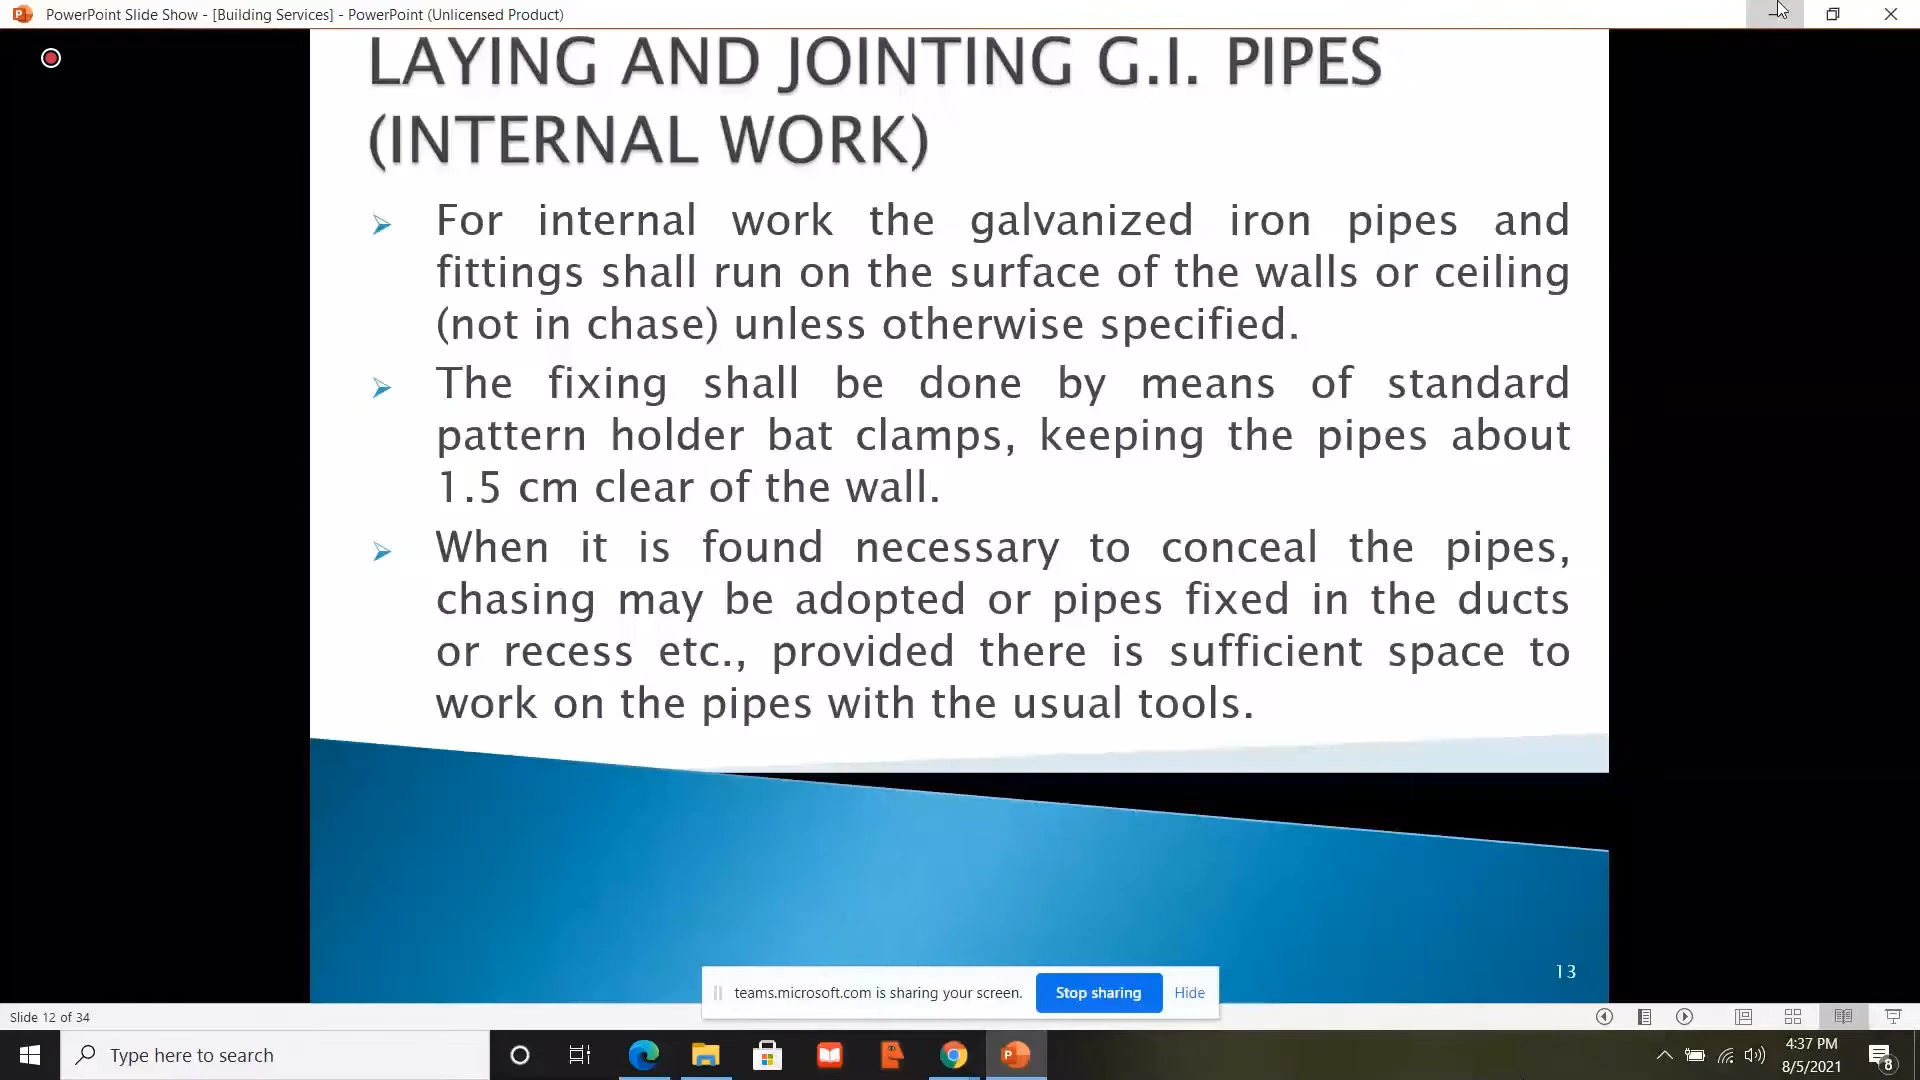 PowerPoint Slide Show - [Building Services] - PowerPoint (Unlicensed Product)
LAYING AND JOINTING G.I. PIPES
(INTERNAL WORK)
For internal work the galvanized iron pipes and
fittings shall run on the surface of the walls or ceiling
(not in chase) unless otherwise specified.
The fixing shall be done by means of standard
pattern holder bat clamps, keeping the pipes about
1.5 cm clear of the wall.
When it is found necessary to conceal the pipes,
chasing may be adopted or pipes fixed in the ducts
or recess etc., provided there is sufficient space to
work on the pipes with the usual tools.
13
teams.microsoft.com is sharing your screen. Stop sharing Hide
Slide 12 of 34
Type here to search
4:37 PM
8/5/2021
8